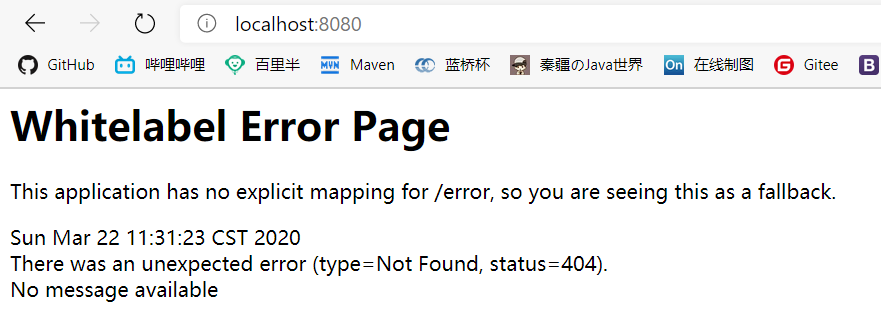 localhost:8080
GitHub 哔哩哔哩 百里半 MVN Maven 蓝桥杯 秦疆のJava世界 On 在线制图 G Gitee B
Whitelabel Error Page
This application has no explicit mapping for /error, so you are seeing this as a fallback.
Sun Mar 22 11:31:23 CST 2020
There was an unexpected error (type=Not Found, status=404).
No message available